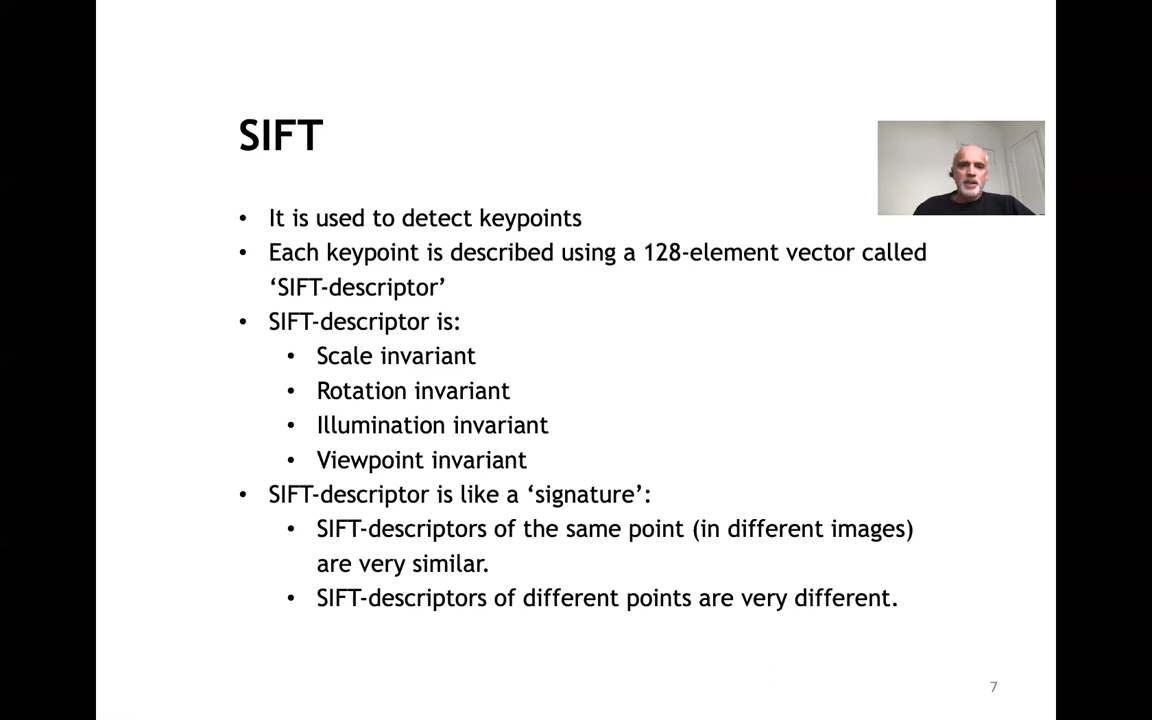 SIFT
• It is used to detect keypoints
• Each keypoint is described using a 128-element vector called
‘SIFT-descriptor’
• SIFT-descriptor is:
• Scale invariant
• Rotation invariant
• Illumination invariant
• Viewpoint invariant
• SIFT-descriptor is like a ‘signature’:
• SIFT-descriptors of the same point (in different images)
are very similar.
• SIFT-descriptors of different points are very different.
7